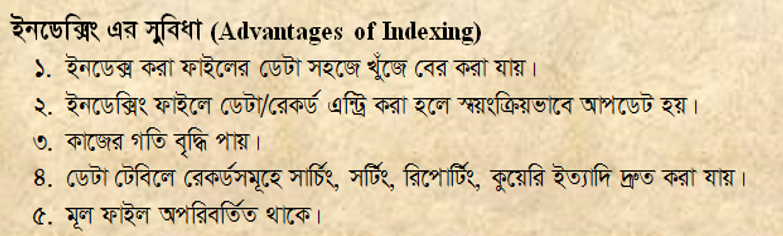 ইনডেক্সিং এর সুবিধা (Advantages of Indexing)
১. ইনডেক্স করা ফাইলের ডেটা সহজে খুঁজে বের করা যায়।
২. ইনডেক্সিং ফাইলে ডেটা/রেকর্ড এন্ট্রি করা হলে স্বয়ংক্রিয়ভাবে আপডেট হয়।
৩. কাজের গতি বৃদ্ধি পায়।
৪. ডেটা টেবিলে রেকর্ডসমূহে সার্চিং, সর্টিং, রিপোর্টিং, কুয়েরি ইত্যাদি দ্রুত করা যায়।
৫. মূল ফাইল অপরিবর্তিত থাকে।